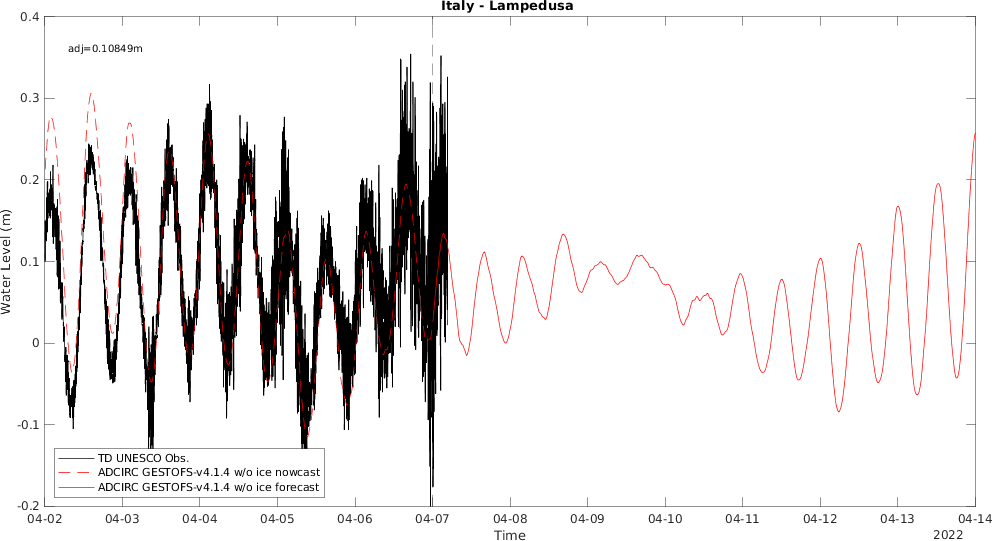 Italy - Lampedusa
adj=0.10849m
0.4
0.3
0.2
0.1
0
-0.1
-0.2
Water Level (m)
TD UNESCO Obs.
ADCIRC GESTOFS-v4.1.4 w/o ice nowcast
ADCIRC GESTOFS-v4.1.4 w/o ice forecast
04-02 04-03 04-04 04-05 04-06 04-07 04-08 04-09 04-10 04-11 04-12 04-13 04-14
Time
2022